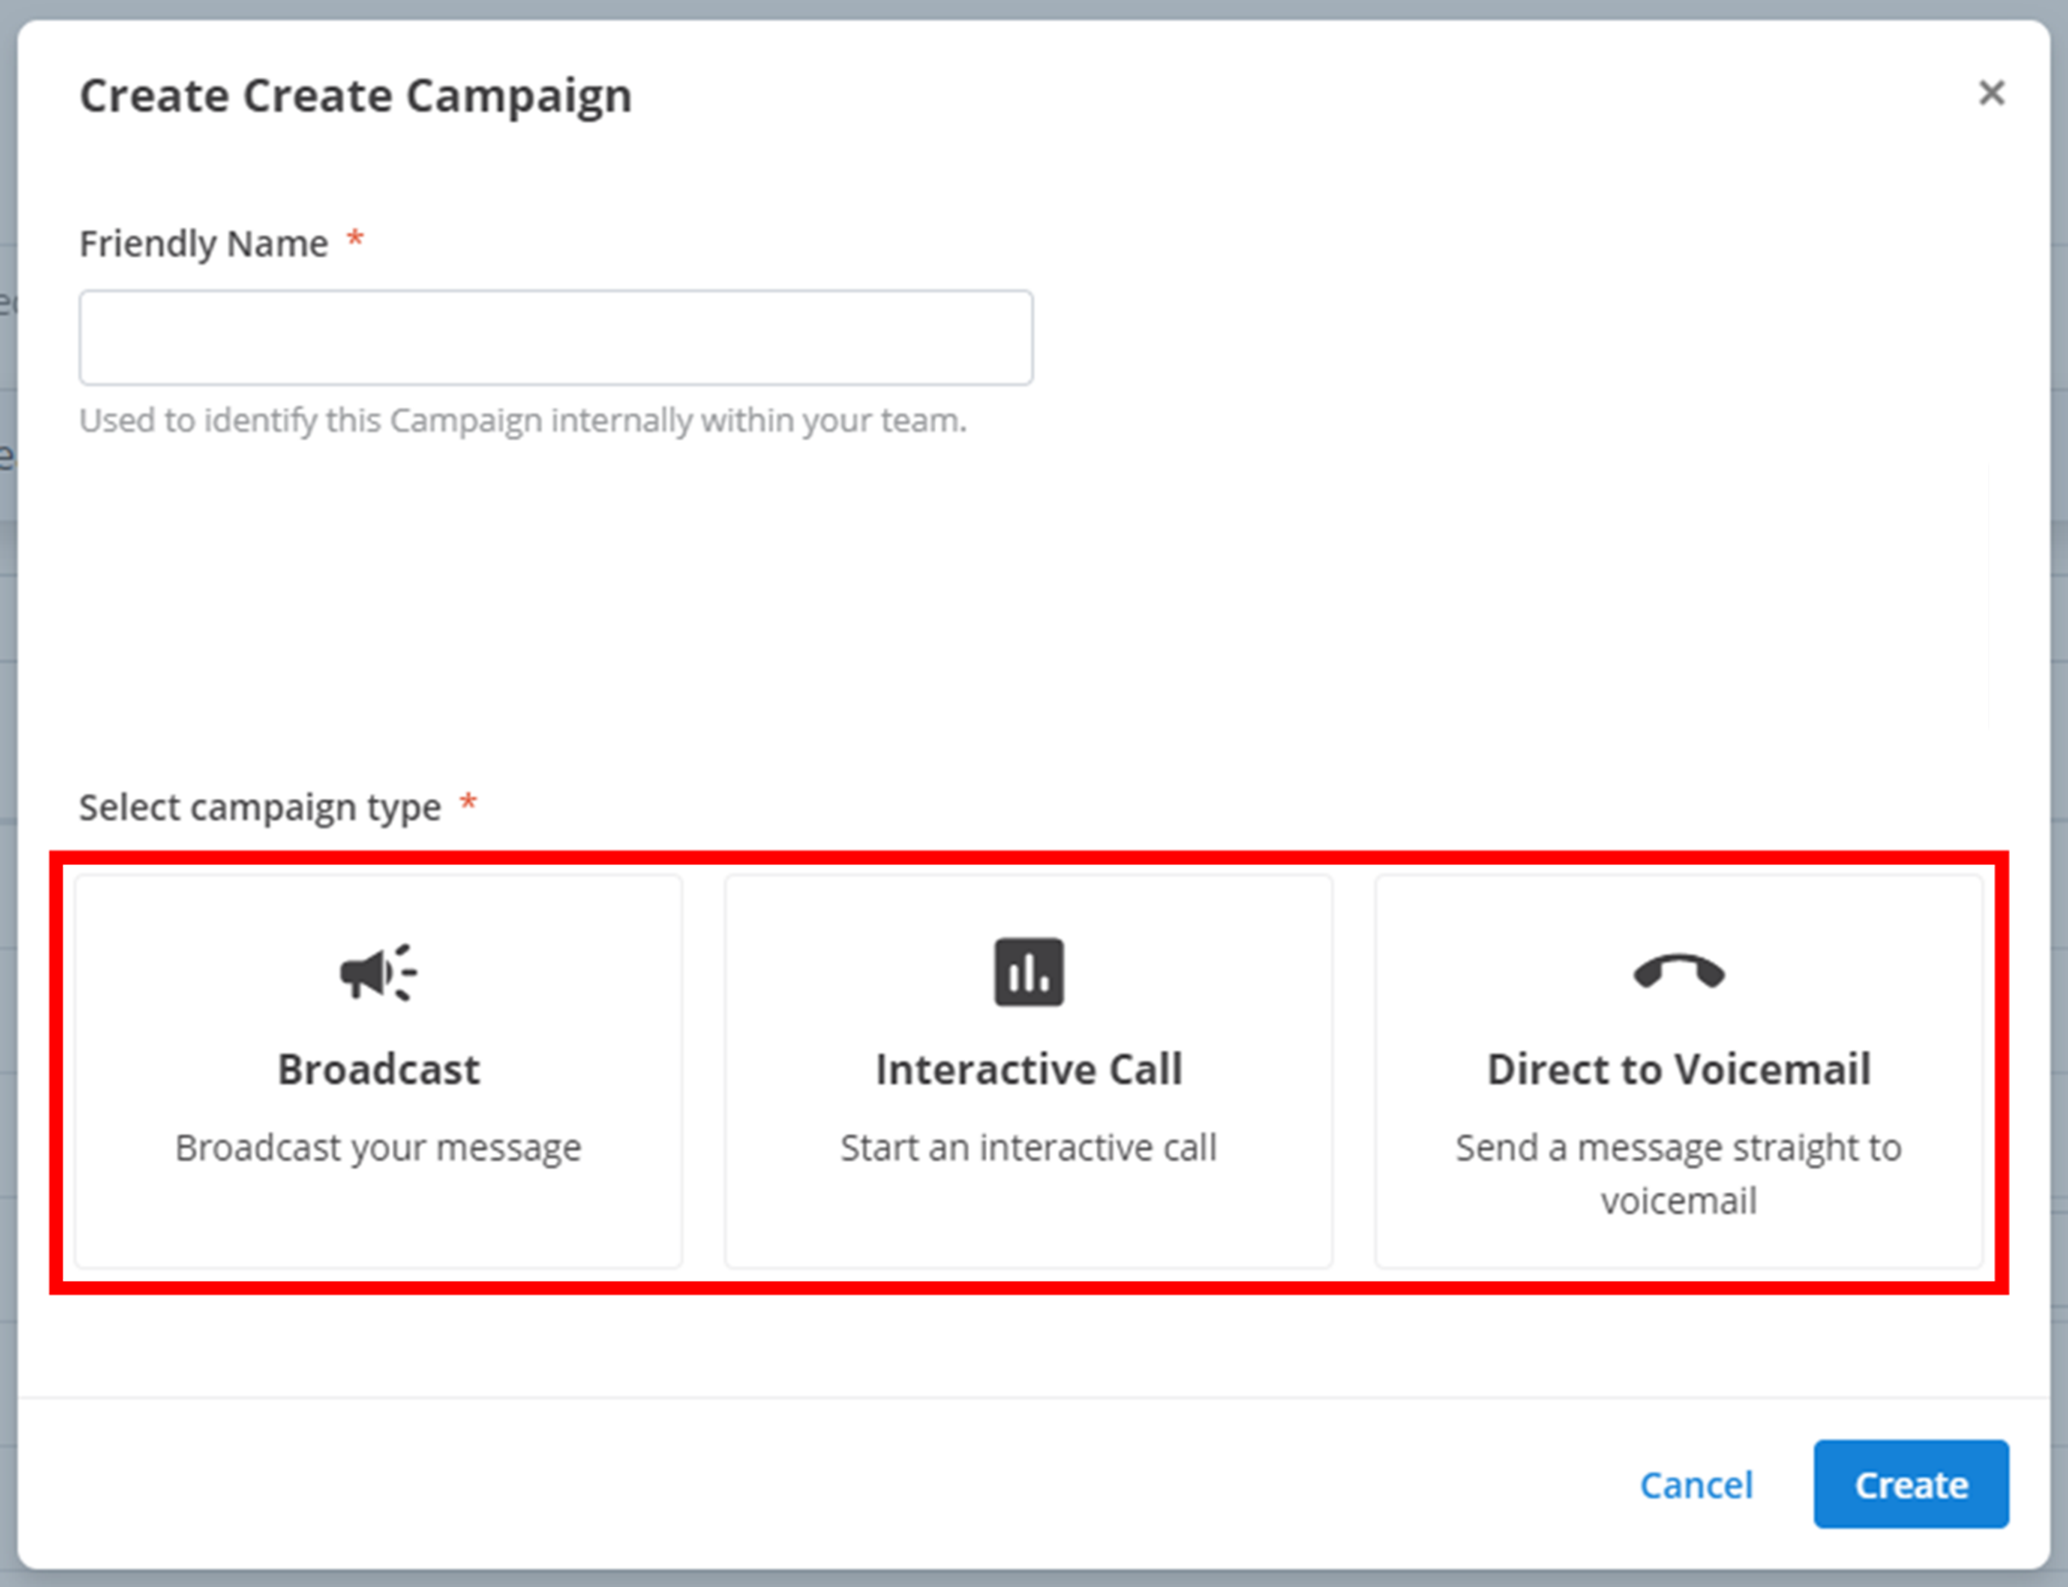 Create Create Campaign
Friendly Name *
Used to identify this Campaign internally within your team.
Select campaign type *
Broadcast
Broadcast your message
Interactive Call
Start an interactive call
Direct to Voicemail
Send a message straight to
voicemail
Cancel
Create